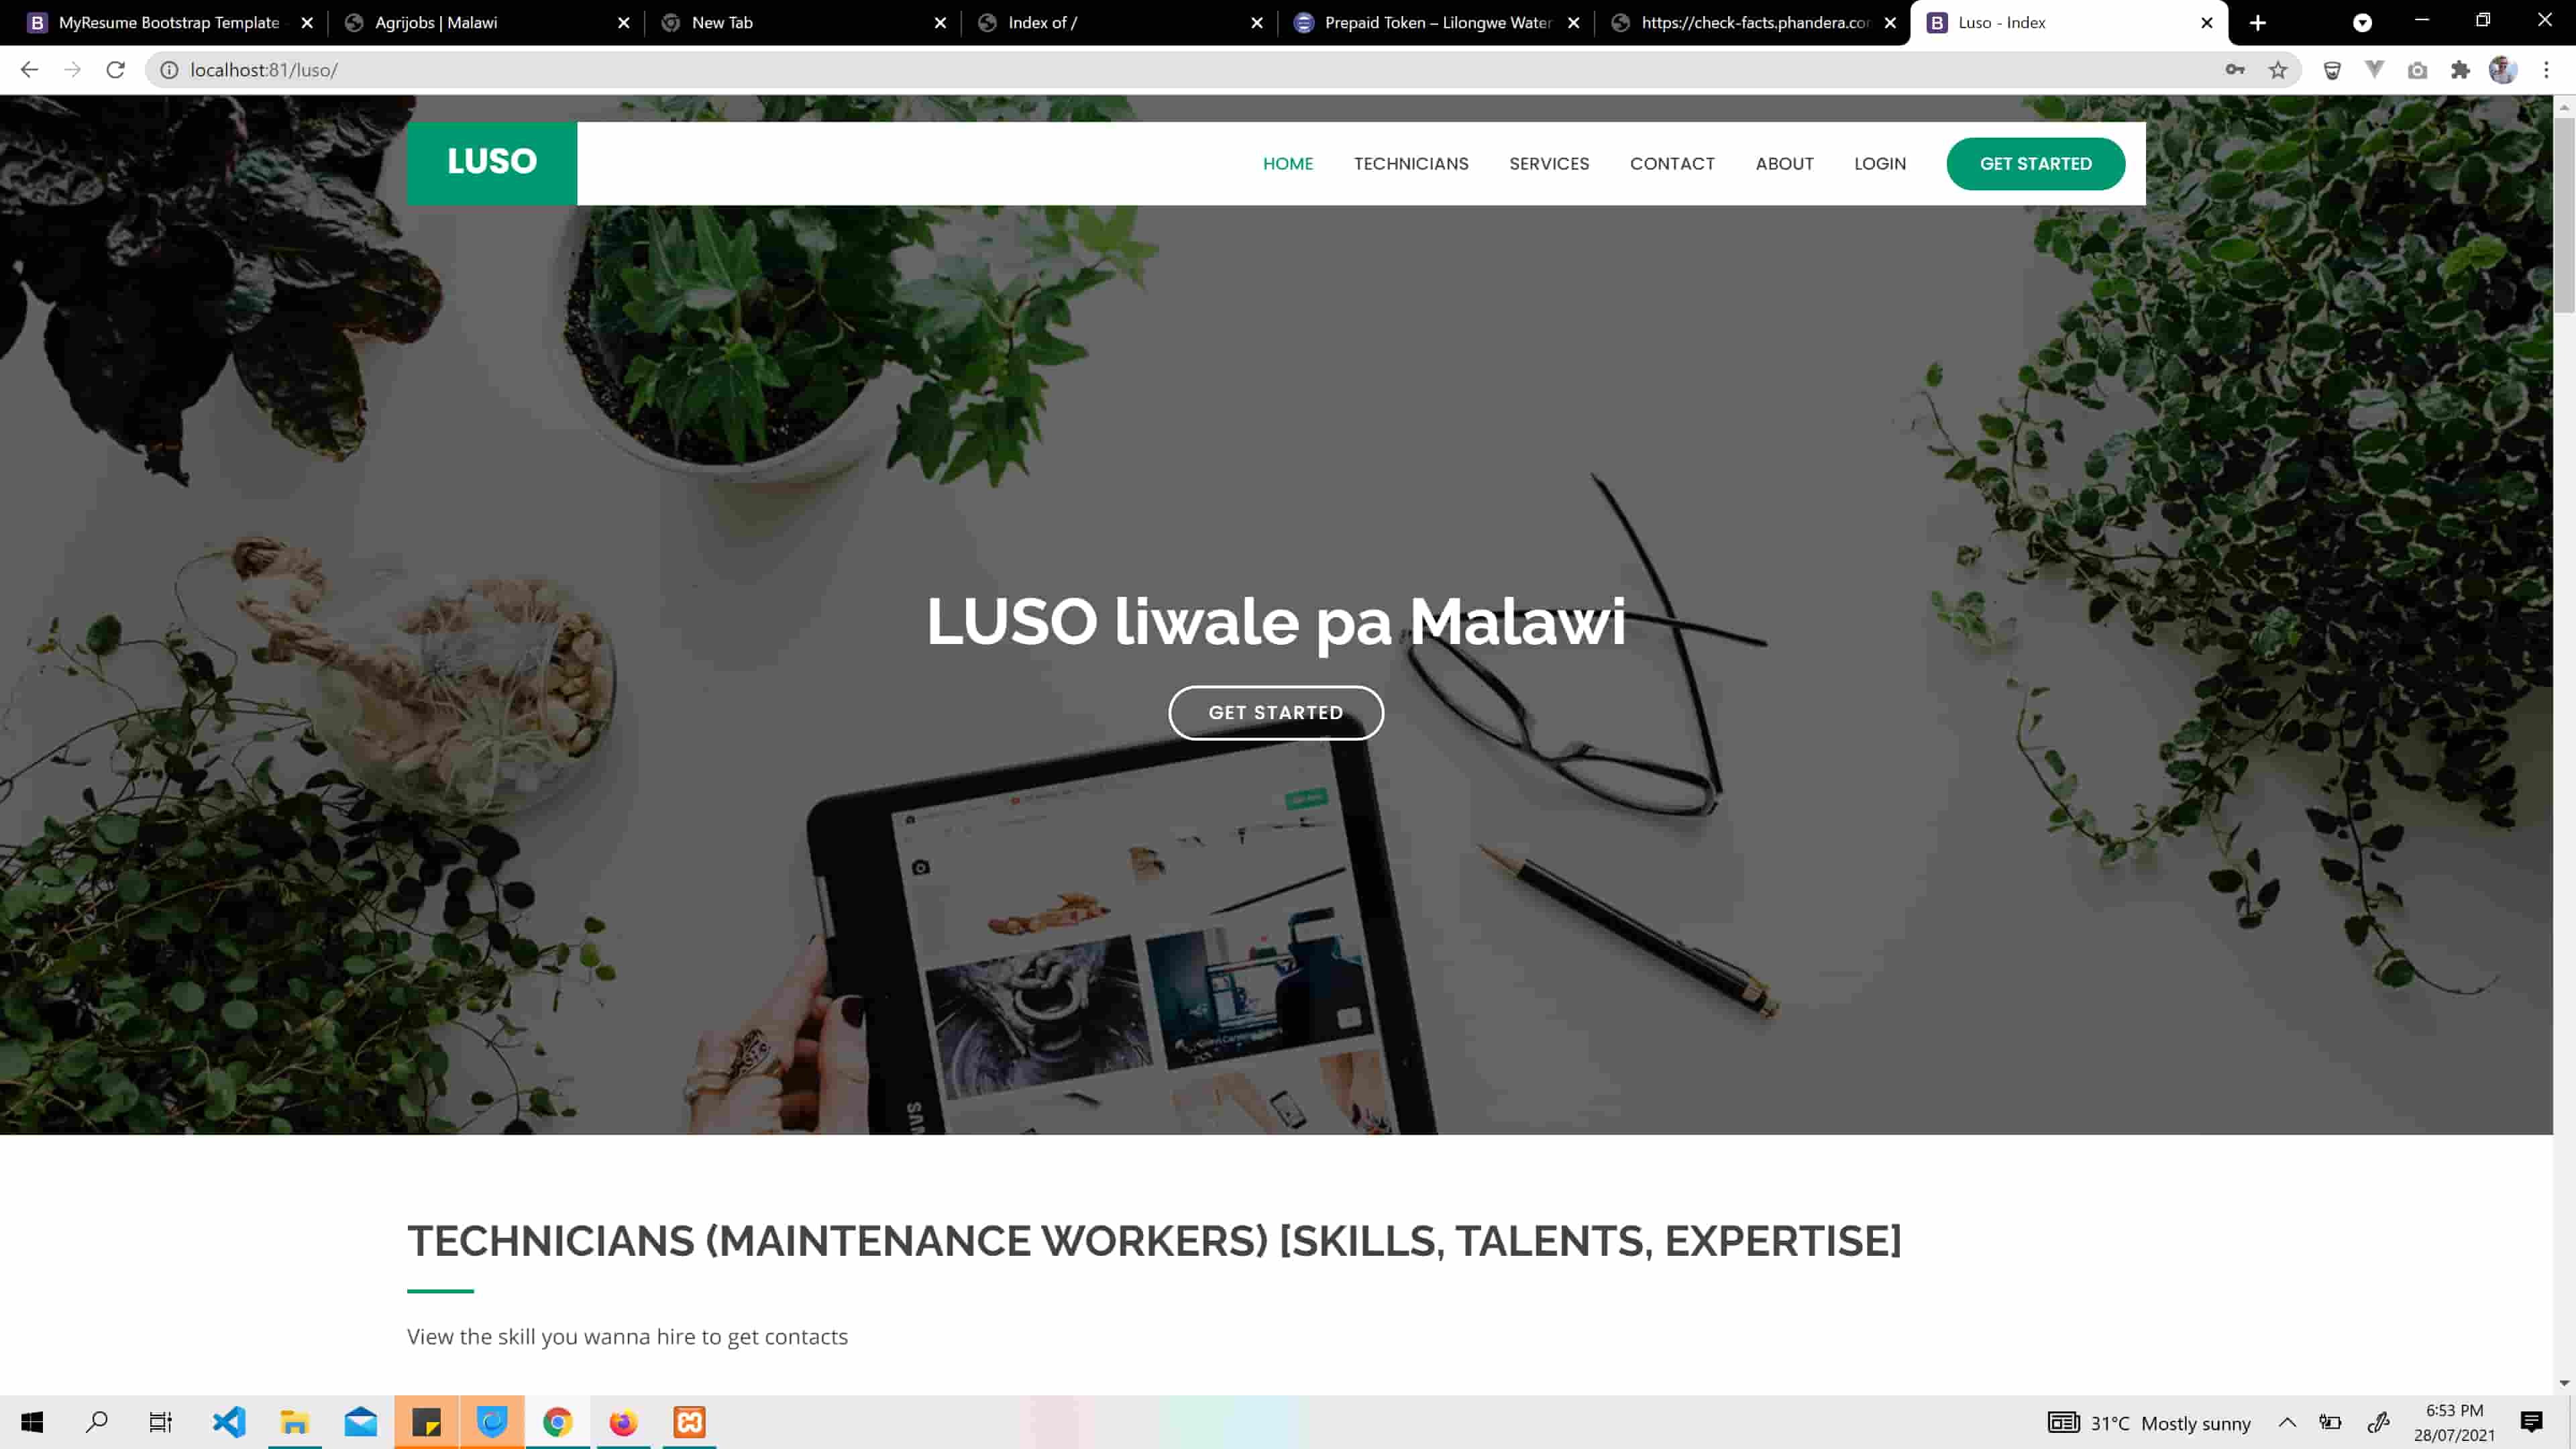 MyResume Bootstrap Template
Agrijobs | Malawi
New Tab
Index of /
Prepaid Token – Lilongwe Water
https://check-facts.phandera.co
Luso - Index
localhost:81/luso/
LUSO
HOME
TECHNICIANS
SERVICES
CONTACT
ABOUT
LOGIN
GET STARTED
LUSO liwale pa Malawi
GET STARTED
TECHNICIANS (MAINTENANCE WORKERS) [SKILLS, TALENTS, EXPERTISE]
View the skill you wanna hire to get contacts
31°C Mostly sunny
6:53 PM
28/07/2021